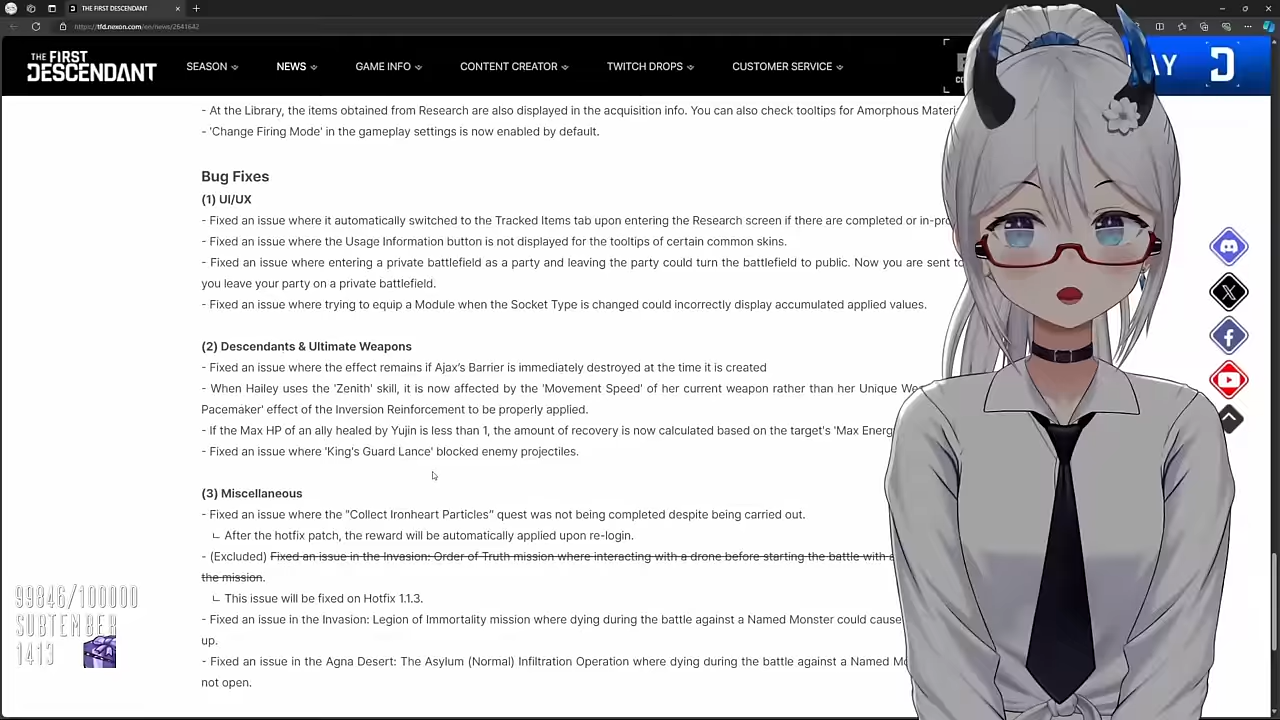 THE FIRST DESCENDANT
https://tfd.nexon.com/en/news/2641642
THE FIRST
DESCENDANT
SEASON
NEWS
GAME INFO
CONTENT CREATOR
TWITCH DROPS
CUSTOMER SERVICE
AY
- At the Library, the items obtained from Research are also displayed in the acquisition info. You can also check tooltips for Amorphous Mater
- 'Change Firing Mode' in the gameplay settings is now enabled by default.
Bug Fixes
(1) UI/UX
- Fixed an issue where it automatically switched to the Tracked Items tab upon entering the Research screen if there are completed or in-pro
- Fixed an issue where the Usage Information button is not displayed for the tooltips of certain common skins.
- Fixed an issue where entering a private battlefield as a party and leaving the party could turn the battlefield to public. Now you are sent to
you leave your party on a private battlefield.
- Fixed an issue where trying to equip a Module when the Socket Type is changed could incorrectly display accumulated applied values.
(2) Descendants & Ultimate Weapons
- Fixed an issue where the effect remains if Ajax's Barrier is immediately destroyed at the time it is created
- When Hailey uses the 'Zenith' skill, it is now affected by the 'Movement Speed' of her current weapon rather than her Unique We
Pacemaker' effect of the Inversion Reinforcement to be properly applied.
- If the Max HP of an ally healed by Yujin is less than 1, the amount of recovery is now calculated based on the target's 'Max Energ
- Fixed an issue where 'King's Guard Lance' blocked enemy projectiles.
(3) Miscellaneous
- Fixed an issue where the "Collect Ironheart Particles" quest was not being completed despite being carried out.
ㄴ After the hotfix patch, the reward will be automatically applied upon re-login.
- (Excluded) Fixed an issue in the Invasion: Order of Truth mission where interacting with a drone before starting the battle with a
the mission.
ㄴ This issue will be fixed on Hotfix 1.1.3.
- Fixed an issue in the Invasion: Legion of Immortality mission where dying during the battle against a Named Monster could cause
up.
- Fixed an issue in the Agna Desert: The Asylum (Normal) Infiltration Operation where dying during the battle against a Named Mo
not open.
99846/100000
SUBTEMBER
1413